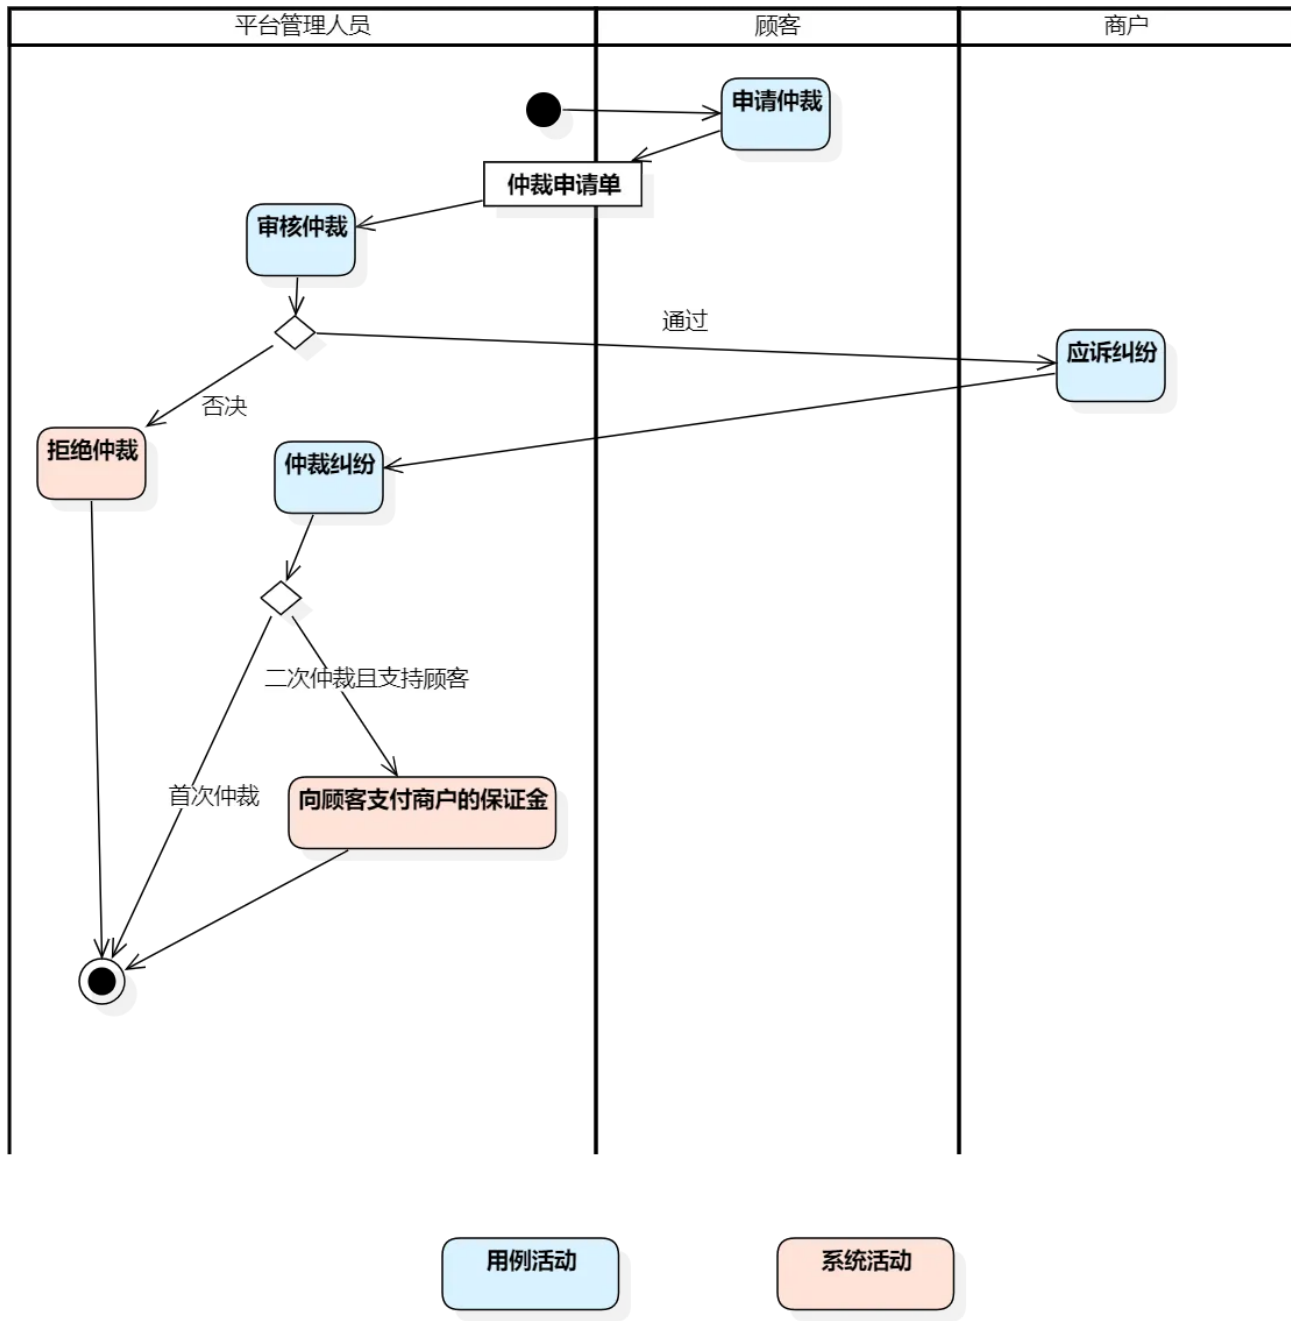 平台管理人员
顾客
商户
申请仲裁
仲裁申请单
审核仲裁
通过
应诉纠纷
否决
拒绝仲裁
仲裁纠纷
二次仲裁且支持顾客
首次仲裁
向顾客支付商户的保证金
用例活动
系统活动